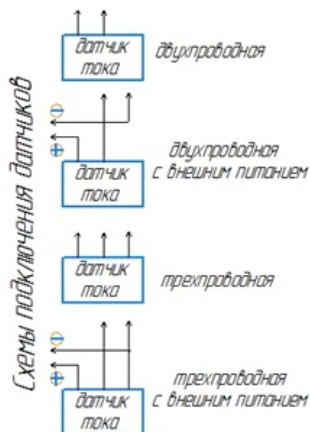 Схемы подключения датчиков
датчик
тока
двухпроводная
датчик
тока
двухпроводная
с внешним питанием
датчик
тока
трехпроводная
датчик
тока
трехпроводная
с внешним питанием